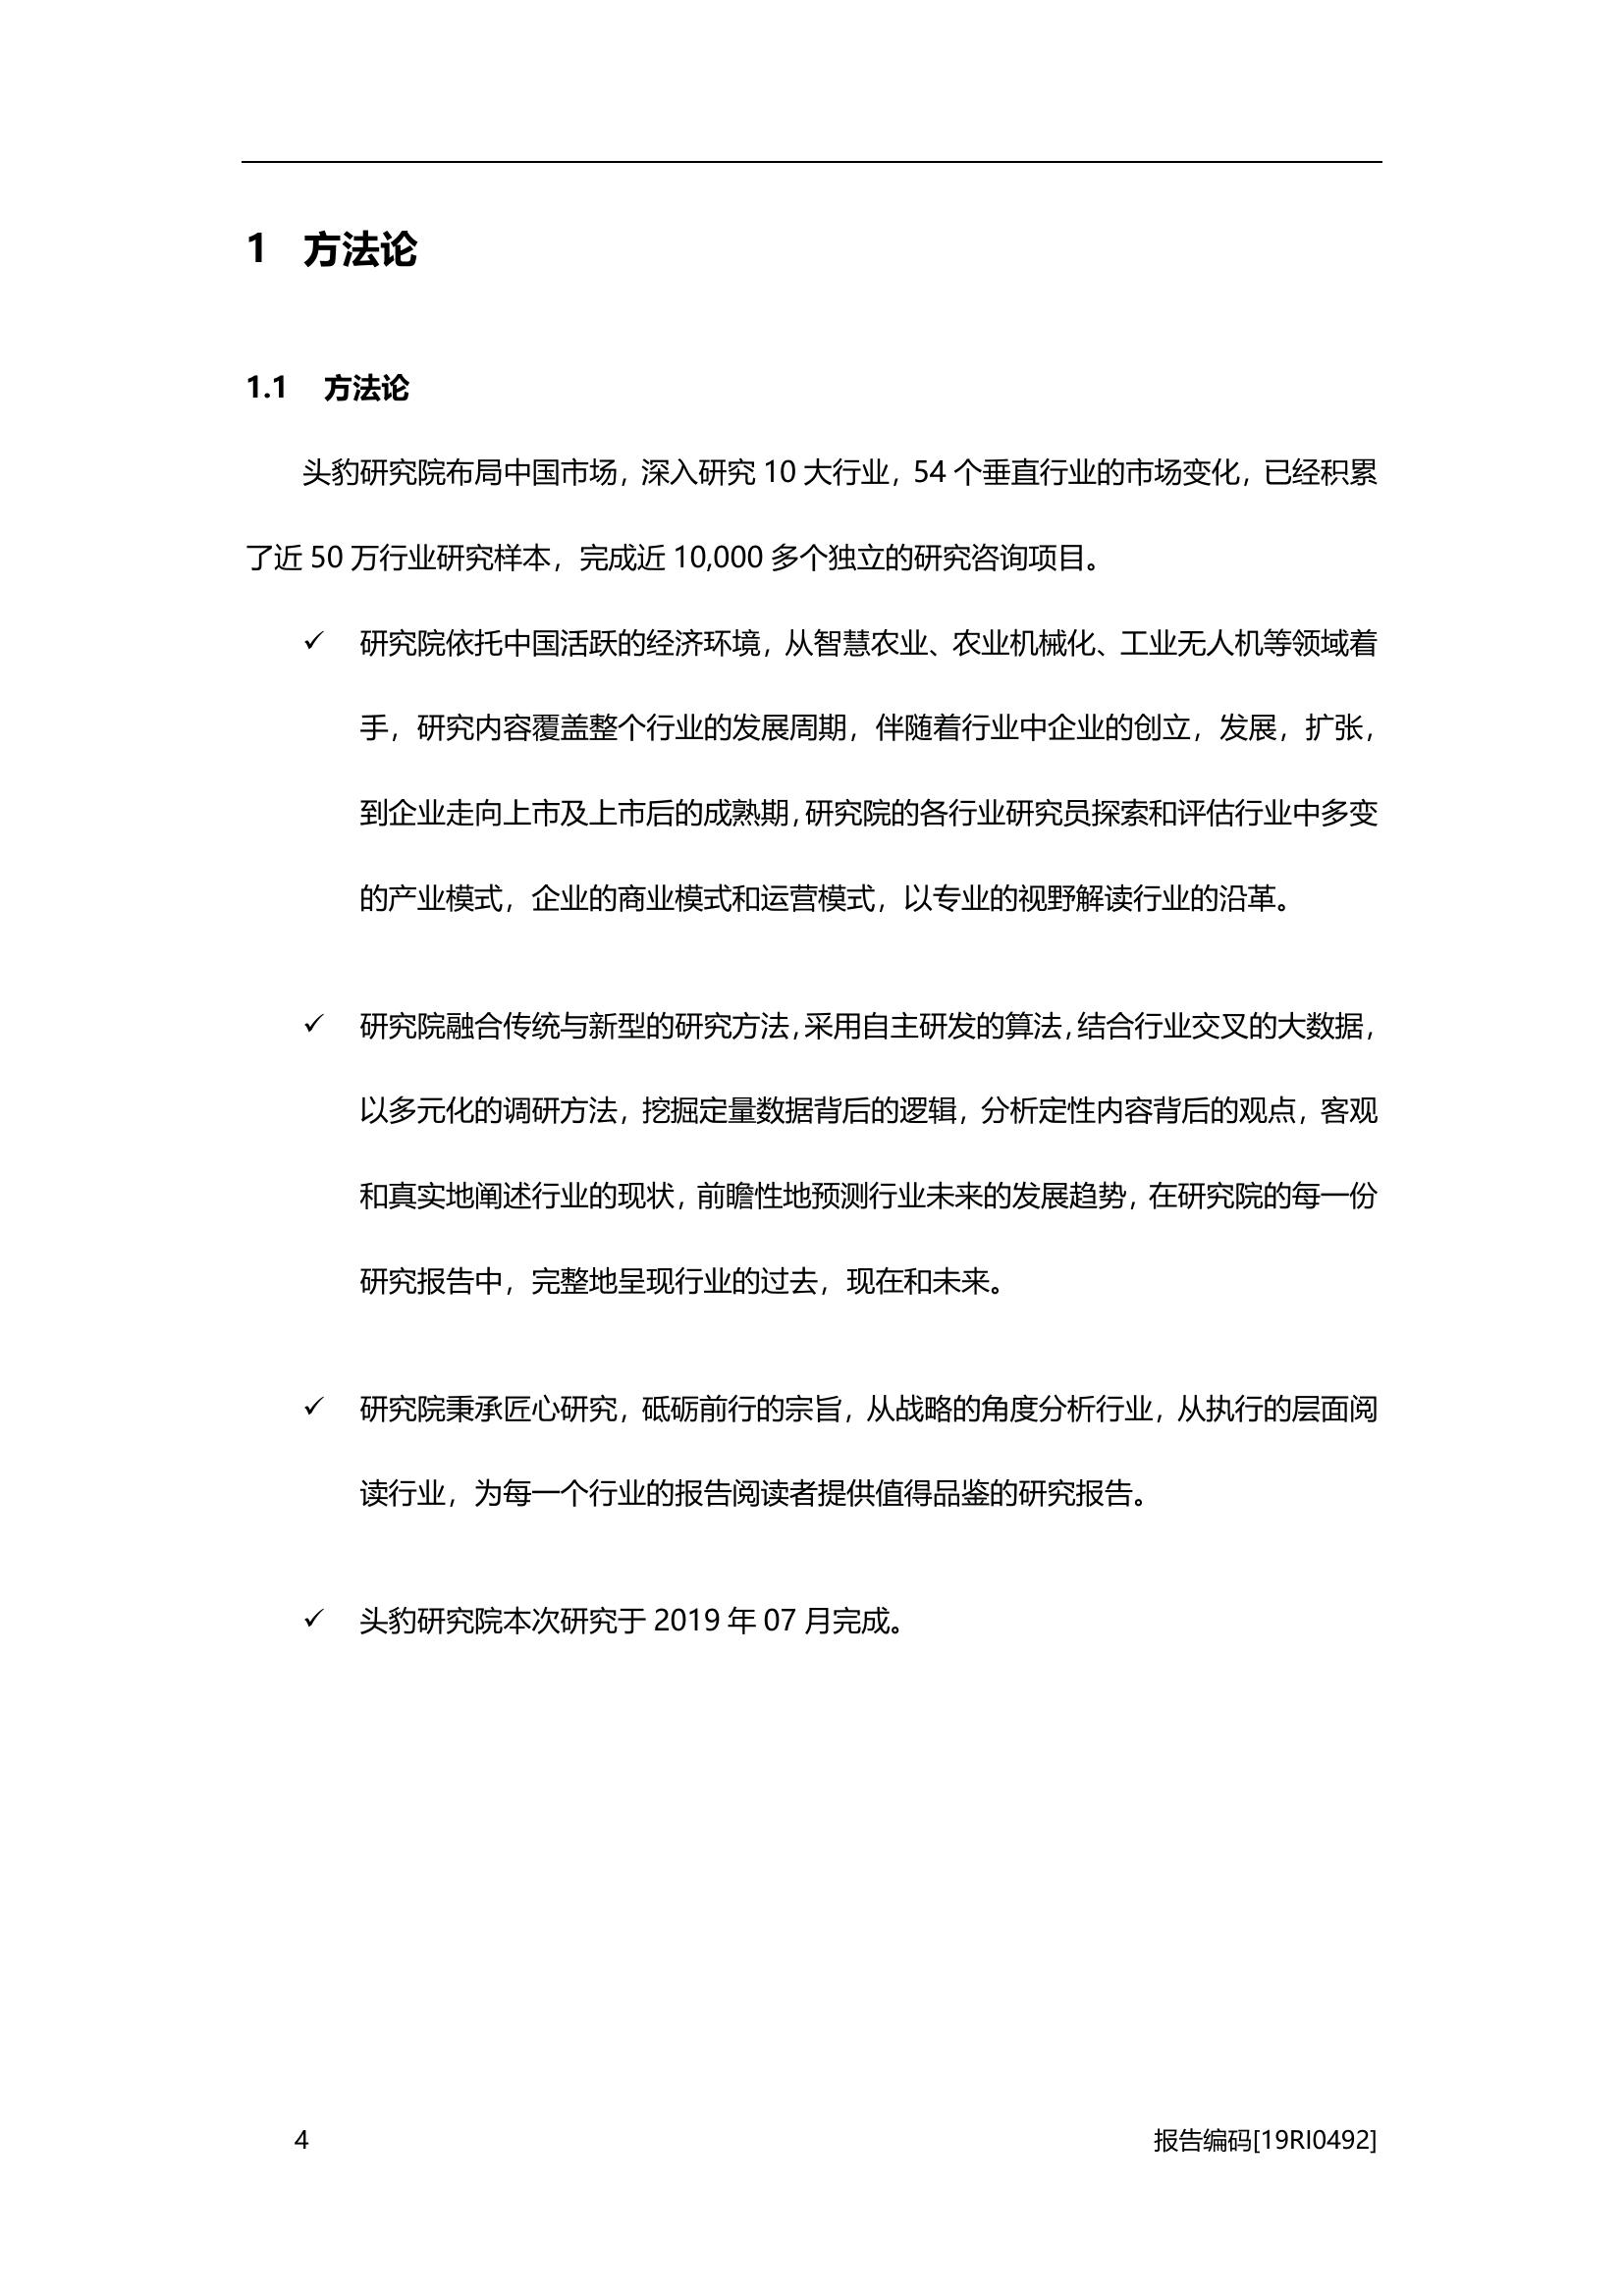 1 方法论
1.1 方法论
头豹研究院布局中国市场，深入研究 10 大行业，54 个垂直行业的市场变化，已经积累
了近 50 万行业研究样本，完成近 10,000 多个独立的研究咨询项目。
✓ 研究院依托中国活跃的经济环境，从智慧农业、农业机械化、工业无人机等领域着
手，研究内容覆盖整个行业的发展周期，伴随着行业中企业的创立，发展，扩张，
到企业走向上市及上市后的成熟期，研究院的各行业研究员探索和评估行业中多变
的产业模式，企业的商业模式和运营模式，以专业的视野解读行业的沿革。
✓ 研究院融合传统与新型的研究方法，采用自主研发的算法，结合行业交叉的大数据，
以多元化的调研方法，挖掘定量数据背后的逻辑，分析定性内容背后的观点，客观
和真实地阐述行业的现状，前瞻性地预测行业未来的发展趋势，在研究院的每一份
研究报告中，完整地呈现行业的过去，现在和未来。
✓ 研究院秉承匠心研究，砥砺前行的宗旨，从战略的角度分析行业，从执行的层面阅
读行业，为每一个行业的报告阅读者提供值得品鉴的研究报告。
✓ 头豹研究院本次研究于 2019 年 07 月完成。
4 报告编码[19RI0492]